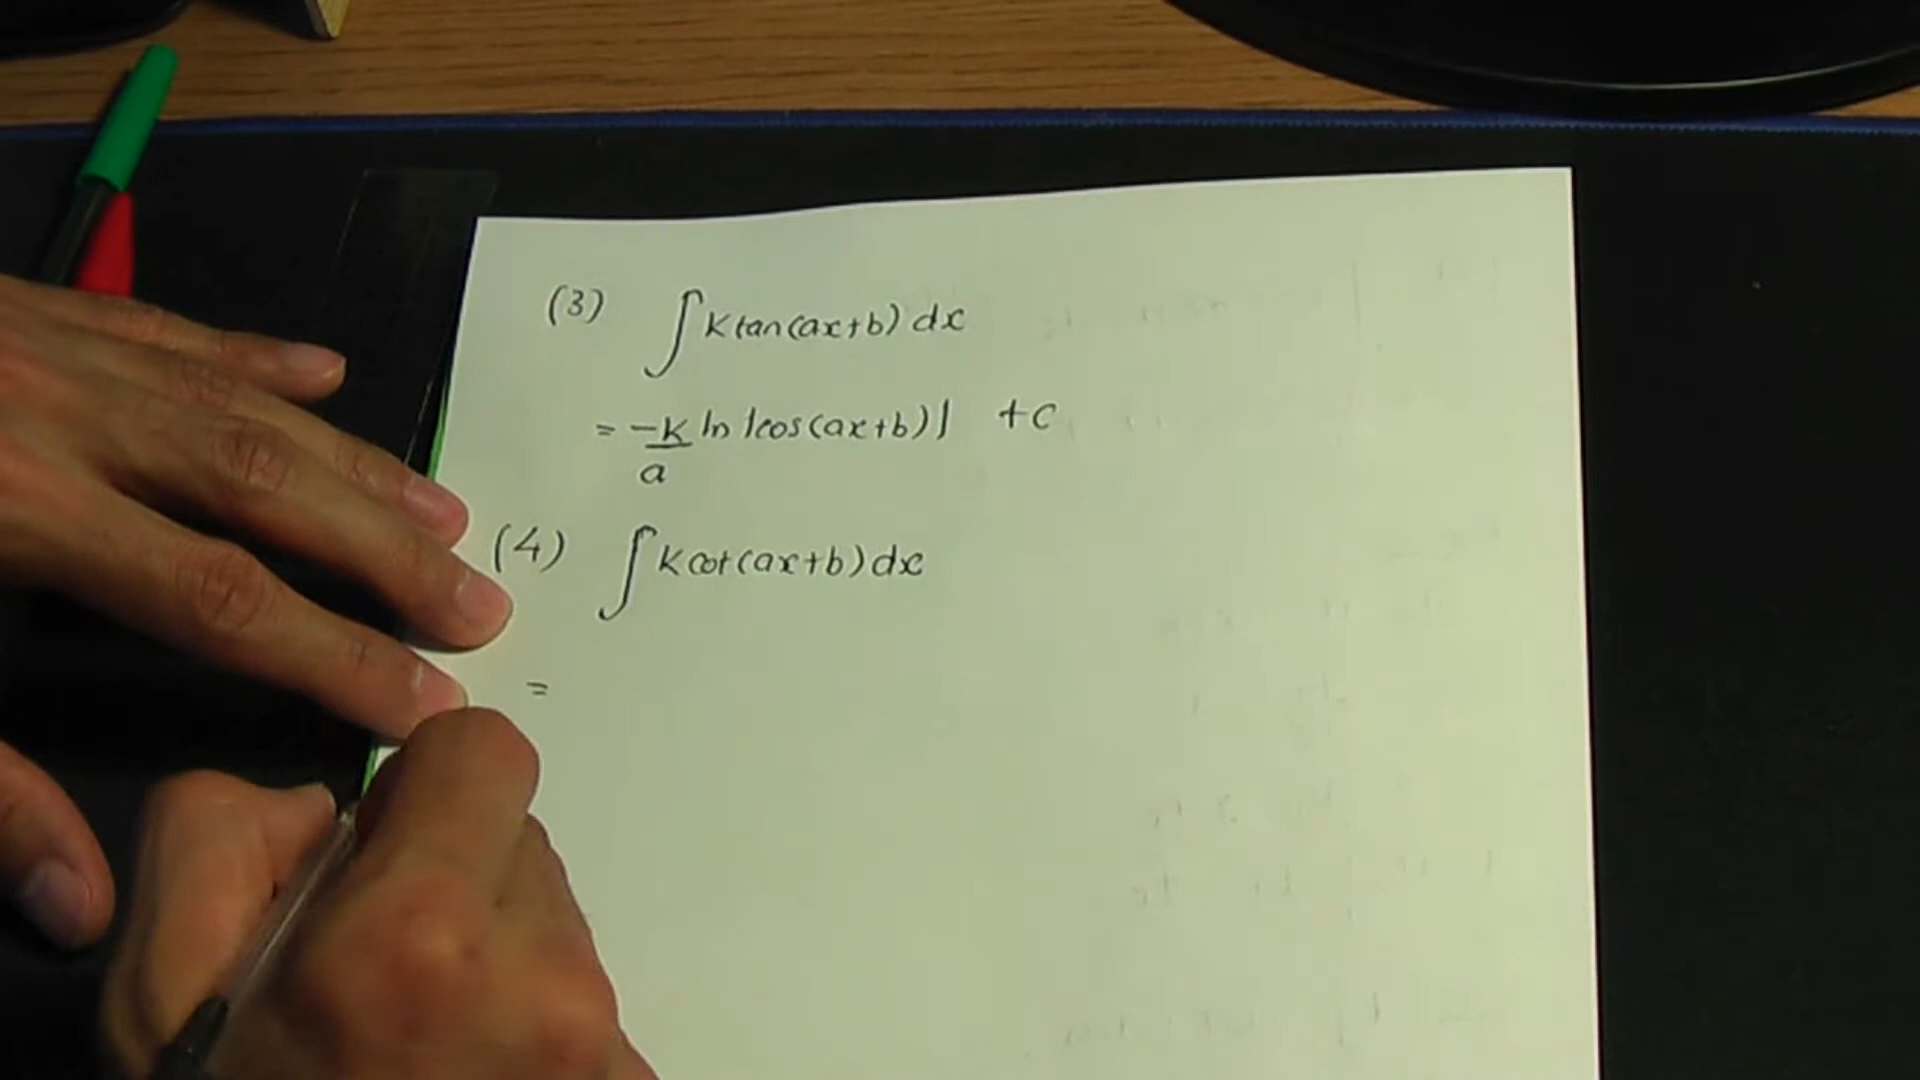 (3) ∫ K tan(ax+b) dx
= -K/a ln |cos(ax+b)| + c
(4) ∫ K cot(ax+b) dx
=